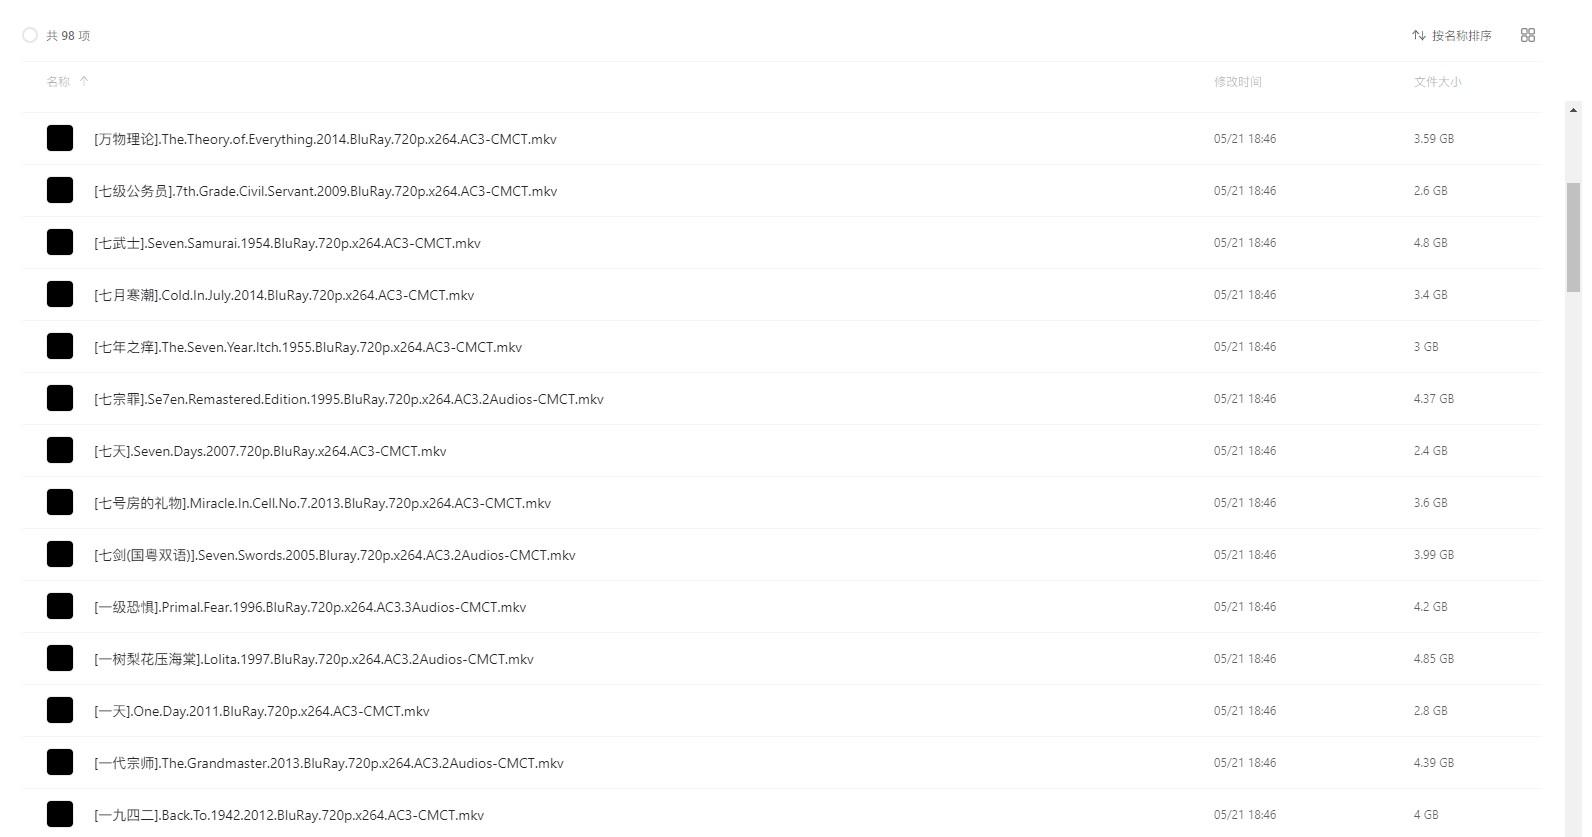 共 98 项 按名称排序
名称 修改时间 文件大小
[万物理论].The.Theory.of.Everything.2014.BluRay.720p.x264.AC3-CMCT.mkv 05/21 18:46 3.59 GB
[七级公务员].7th.Grade.Civil.Servant.2009.BluRay.720p.x264.AC3-CMCT.mkv 05/21 18:46 2.6 GB
[七武士].Seven.Samurai.1954.BluRay.720p.x264.AC3-CMCT.mkv 05/21 18:46 4.8 GB
[七月寒潮].Cold.In.July.2014.BluRay.720p.x264.AC3-CMCT.mkv 05/21 18:46 3.4 GB
[七年之痒].The.Seven.Year.Itch.1955.BluRay.720p.x264.AC3-CMCT.mkv 05/21 18:46 3 GB
[七宗罪].Se7en.Remastered.Edition.1995.BluRay.720p.x264.AC3.2Audios-CMCT.mkv 05/21 18:46 4.37 GB
[七天].Seven.Days.2007.720p.BluRay.x264.AC3-CMCT.mkv 05/21 18:46 2.4 GB
[七号房的礼物].Miracle.In.Cell.No.7.2013.BluRay.720p.x264.AC3-CMCT.mkv 05/21 18:46 3.6 GB
[七剑(国粤双语)].Seven.Swords.2005.Bluray.720p.x264.AC3.2Audios-CMCT.mkv 05/21 18:46 3.99 GB
[一级恐惧].Primal.Fear.1996.BluRay.720p.x264.AC3.3Audios-CMCT.mkv 05/21 18:46 4.2 GB
[一树梨花压海棠].Lolita.1997.BluRay.720p.x264.AC3.2Audios-CMCT.mkv 05/21 18:46 4.85 GB
[一天].One.Day.2011.BluRay.720p.x264.AC3-CMCT.mkv 05/21 18:46 2.8 GB
[一代宗师].The.Grandmaster.2013.BluRay.720p.x264.AC3.2Audios-CMCT.mkv 05/21 18:46 4.39 GB
[一九四二].Back.To.1942.2012.BluRay.720p.x264.AC3-CMCT.mkv 05/21 18:46 4 GB